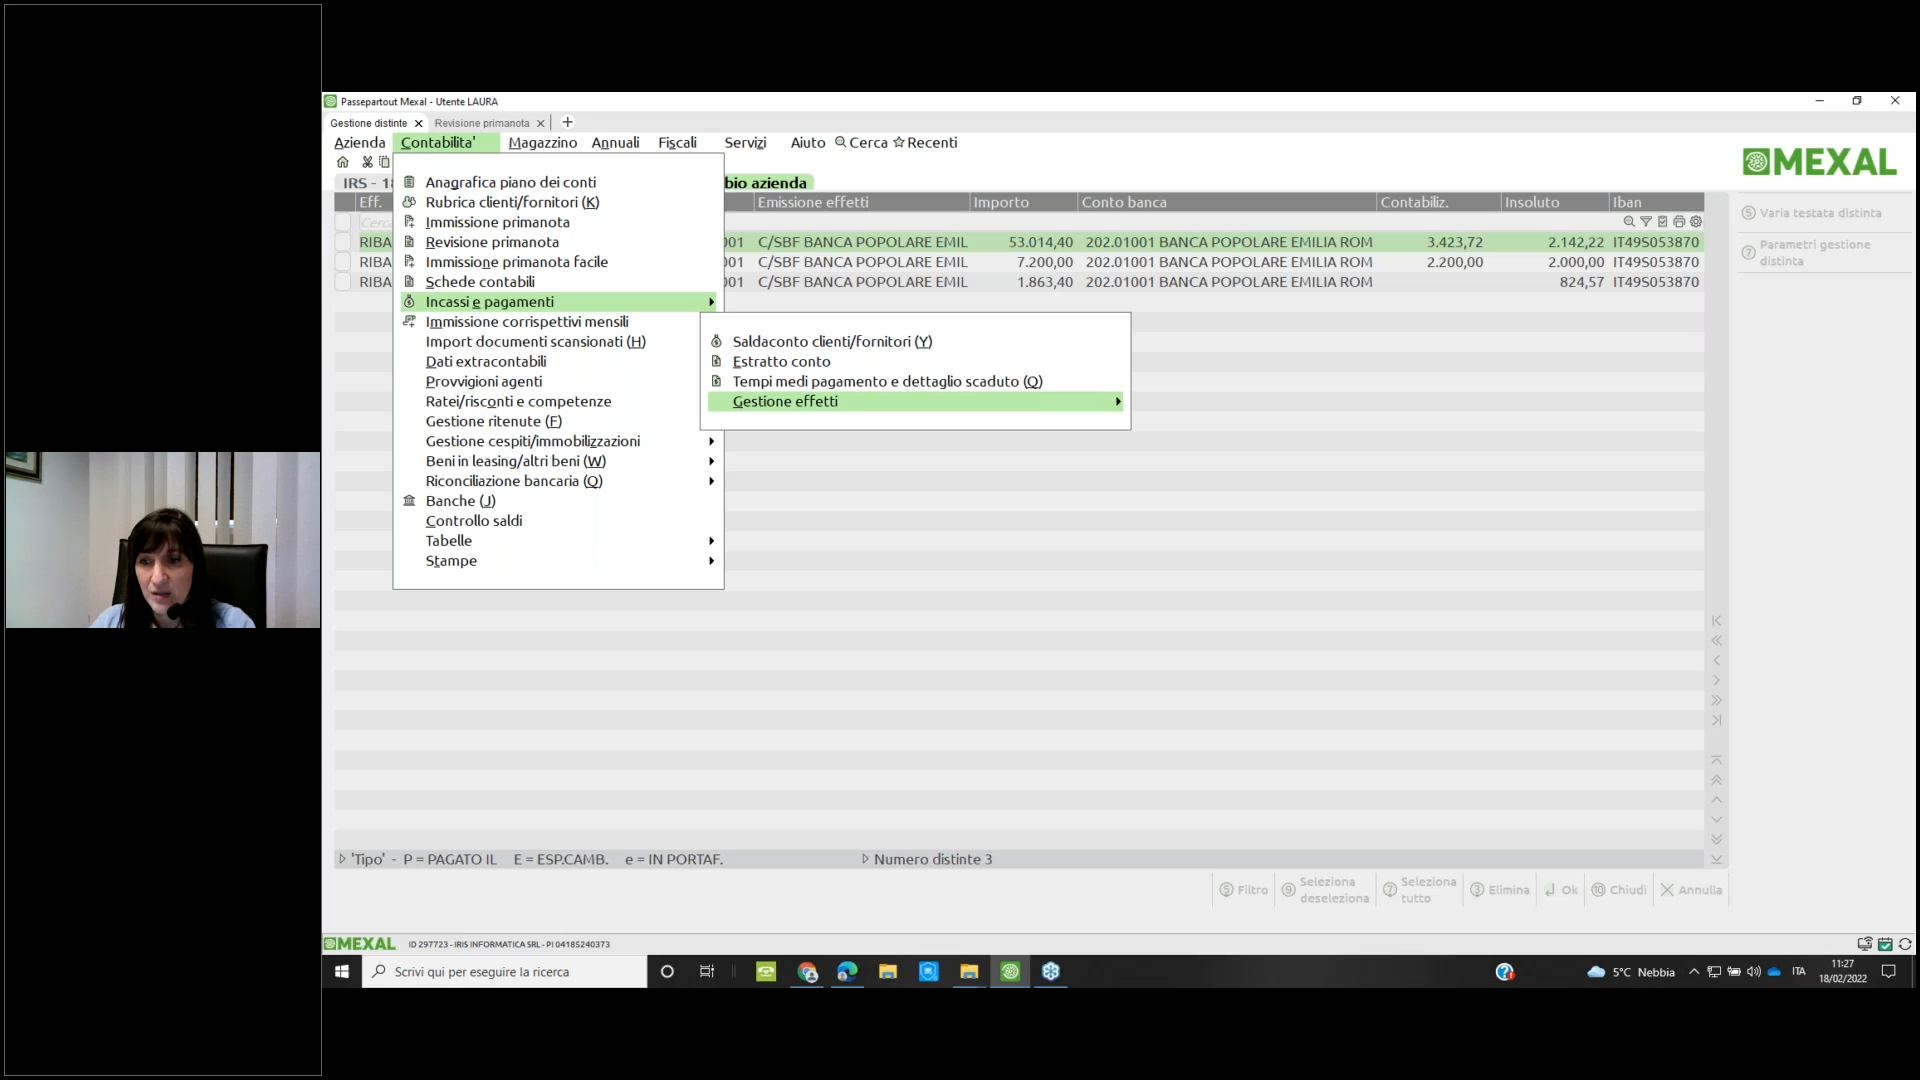 Passepartout Mexal - Utente LAURA
Gestione distinte
Revisione primanota
Azienda Contabilita' Magazzino Annuali Fiscali Servizi Aiuto Cerca Recenti
MEXAL
bio azienda
Eff. Emissione effetti Importo Conto banca Contabiliz. Insoluto Iban
RIBA 001 C/SBF BANCA POPOLARE EMIL 53.014,40 202.01001 BANCA POPOLARE EMILIA ROM 3.423,72 2.142,22 IT49S053870
RIBA 001 C/SBF BANCA POPOLARE EMIL 7.200,00 202.01001 BANCA POPOLARE EMILIA ROM 2.200,00 2.000,00 IT49S053870
RIBA 001 C/SBF BANCA POPOLARE EMIL 1.863,40 202.01001 BANCA POPOLARE EMILIA ROM 824,57 IT49S053870
Anagrafica piano dei conti
Rubrica clienti/fornitori (K)
Immissione primanota
Revisione primanota
Immissione primanota facile
Schede contabili
Incassi e pagamenti
Immissione corrispettivi mensili
Import documenti scansionati (H)
Dati extracontabili
Provvigioni agenti
Ratei/risconti e competenze
Gestione ritenute (F)
Gestione cespiti/immobilizzazioni
Beni in leasing/altri beni (W)
Riconciliazione bancaria (Q)
Banche (J)
Controllo saldi
Tabelle
Stampe
Saldaconto clienti/fornitori (Y)
Estratto conto
Tempi medi pagamento e dettaglio scaduto (Q)
Gestione effetti
5 Varia testata distinta
7 Parametri gestione
distinta
'Tipo' - P = PAGATO IL E = ESP.CAMB. e = IN PORTAF.
Numero distinte 3
5 Filtro
9 Seleziona
deseleziona
7 Seleziona
tutto
3 Elimina
Ok
10 Chiudi
Annulla
MEXAL ID 297723 - IRIS INFORMATICA SRL - PI 04185240373
Scrivi qui per eseguire la ricerca
5°C Nebbia
ITA
11:27
18/02/2022